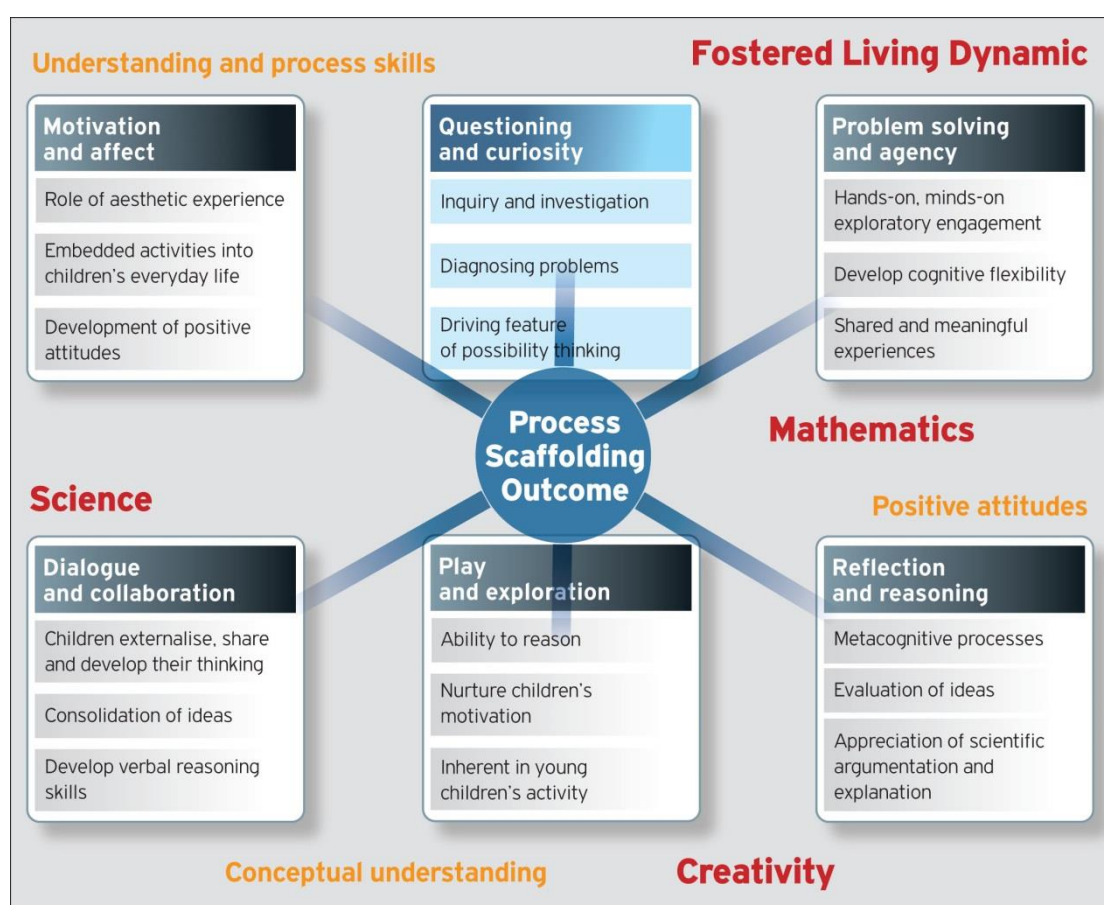 Understanding and process skills
Fostered Living Dynamic
Motivation
and affect
Role of aesthetic experience
Embedded activities into
children's everyday life
Development of positive
attitudes
Questioning
and curiosity
Inquiry and investigation
Diagnosing problems
Driving feature
of possibility thinking
Problem solving
and agency
Hands-on, minds-on
exploratory engagement
Develop cognitive flexibility
Shared and meaningful
experiences
Process
Scaffolding
Outcome
Mathematics
Science
Positive attitudes
Dialogue
and collaboration
Children externalise, share
and develop their thinking
Consolidation of ideas
Develop verbal reasoning
skills
Play
and exploration
Ability to reason
Nurture children's
motivation
Inherent in young
children's activity
Reflection
and reasoning
Metacognitive processes
Evaluation of ideas
Appreciation of scientific
argumentation and
explanation
Conceptual understanding
Creativity